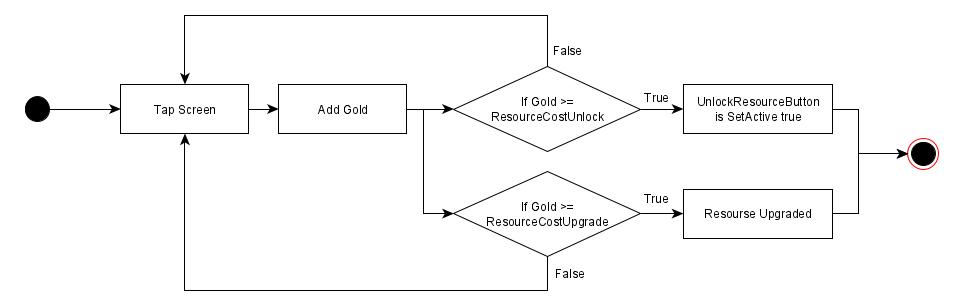 False
Tap Screen
Add Gold
If Gold >=
ResourceCostUnlock
True
UnlockResourceButton
is SetActive true
If Gold >=
ResourceCostUpgrade
True
Resourse Upgraded
False